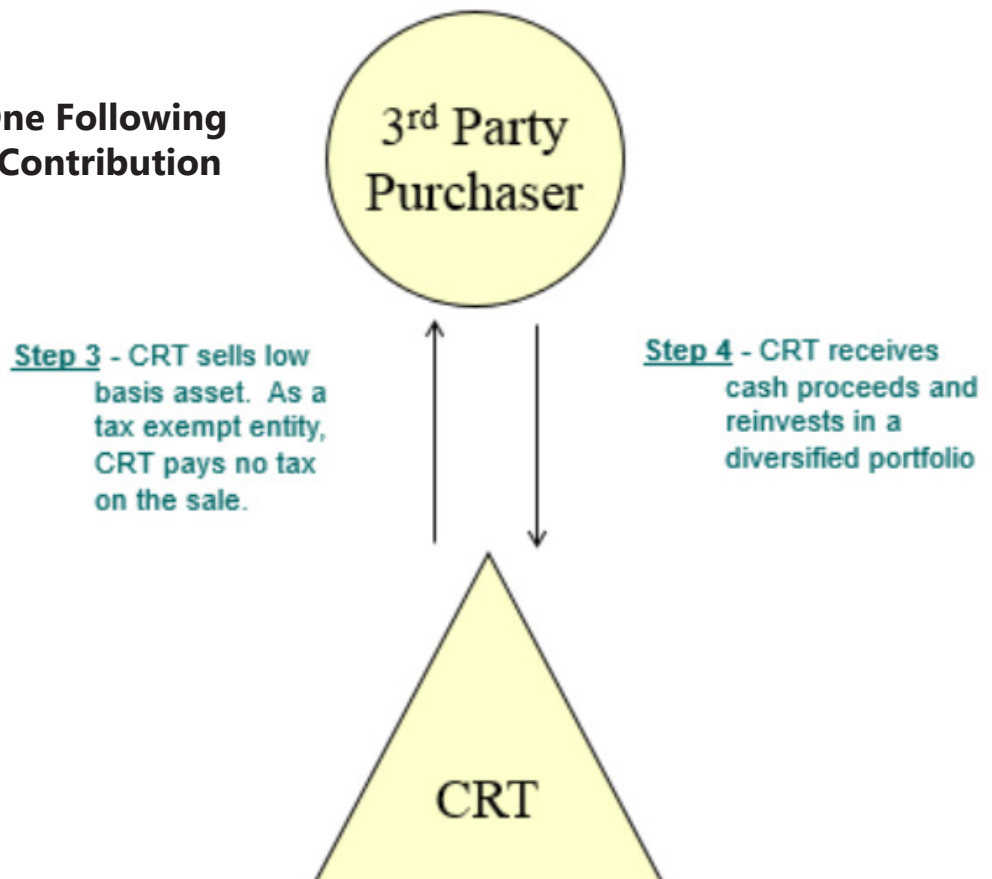 Following
Contribution
3rd Party
Purchaser
Step 3 - CRT sells low
basis asset. As a
tax exempt entity,
CRT pays no tax
on the sale.
Step 4 - CRT receives
cash proceeds and
reinvests in a
diversified portfolio
CRT